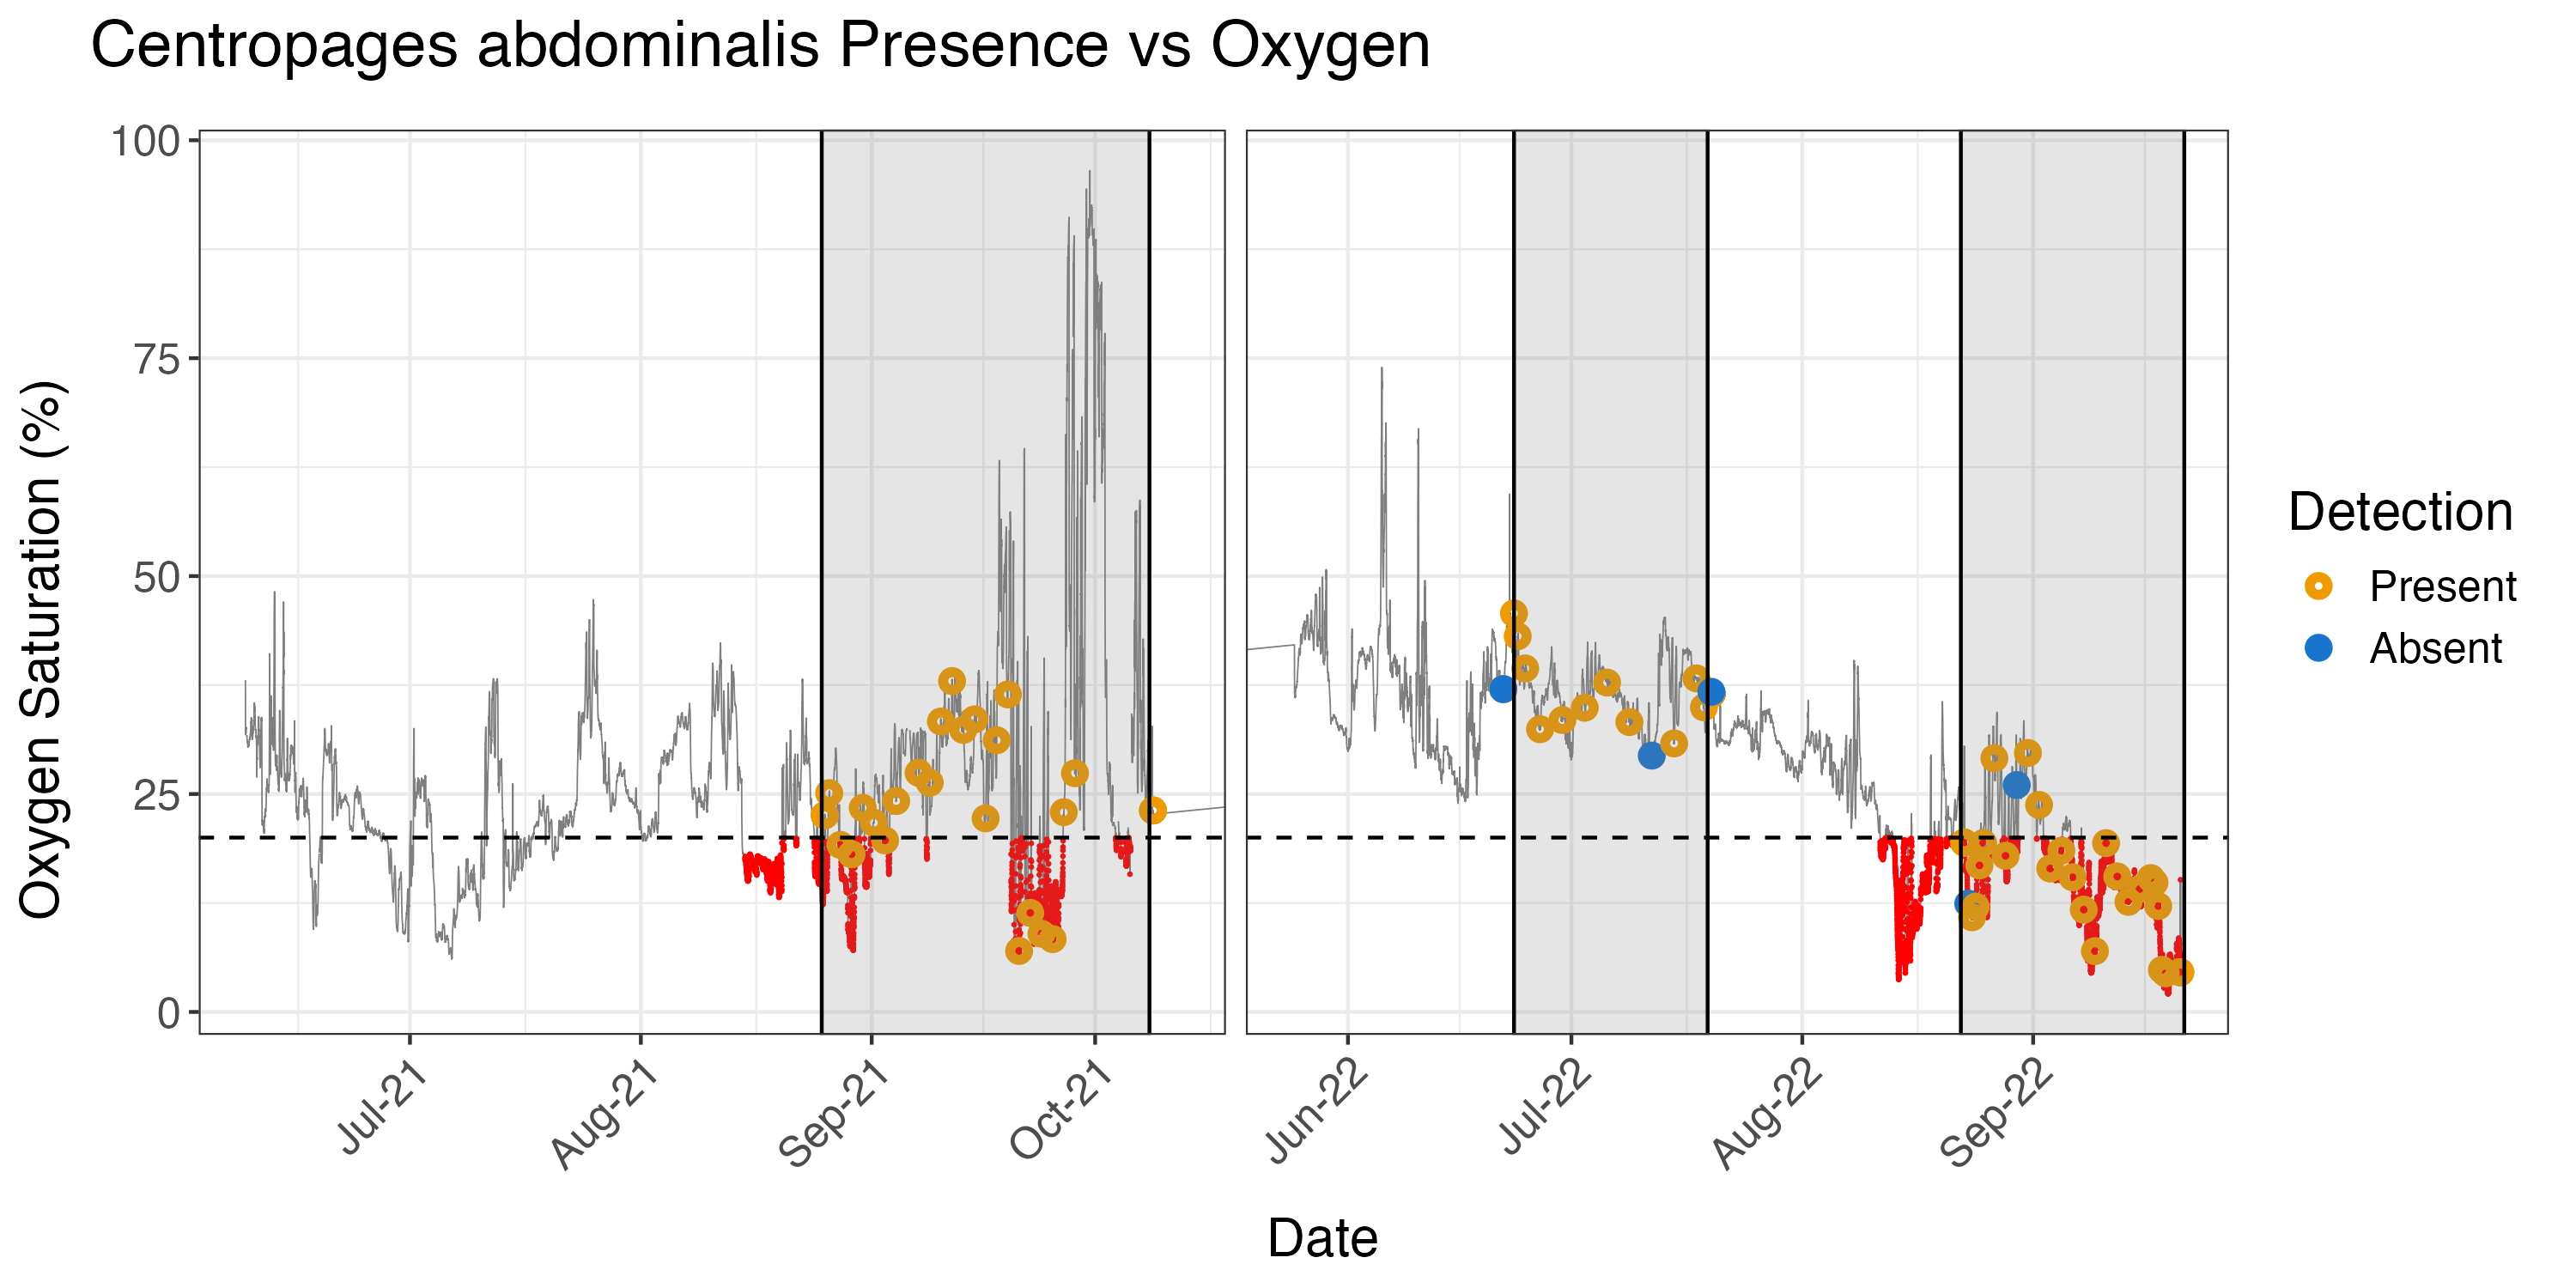 Centropages abdominalis Presence vs Oxygen
Oxygen Saturation (%)
100
75
50
25
0
Jul-21
Aug-21
Sep-21
Oct-21
Jun-22
Jul-22
Aug-22
Sep-22
Date
Detection
Present
Absent